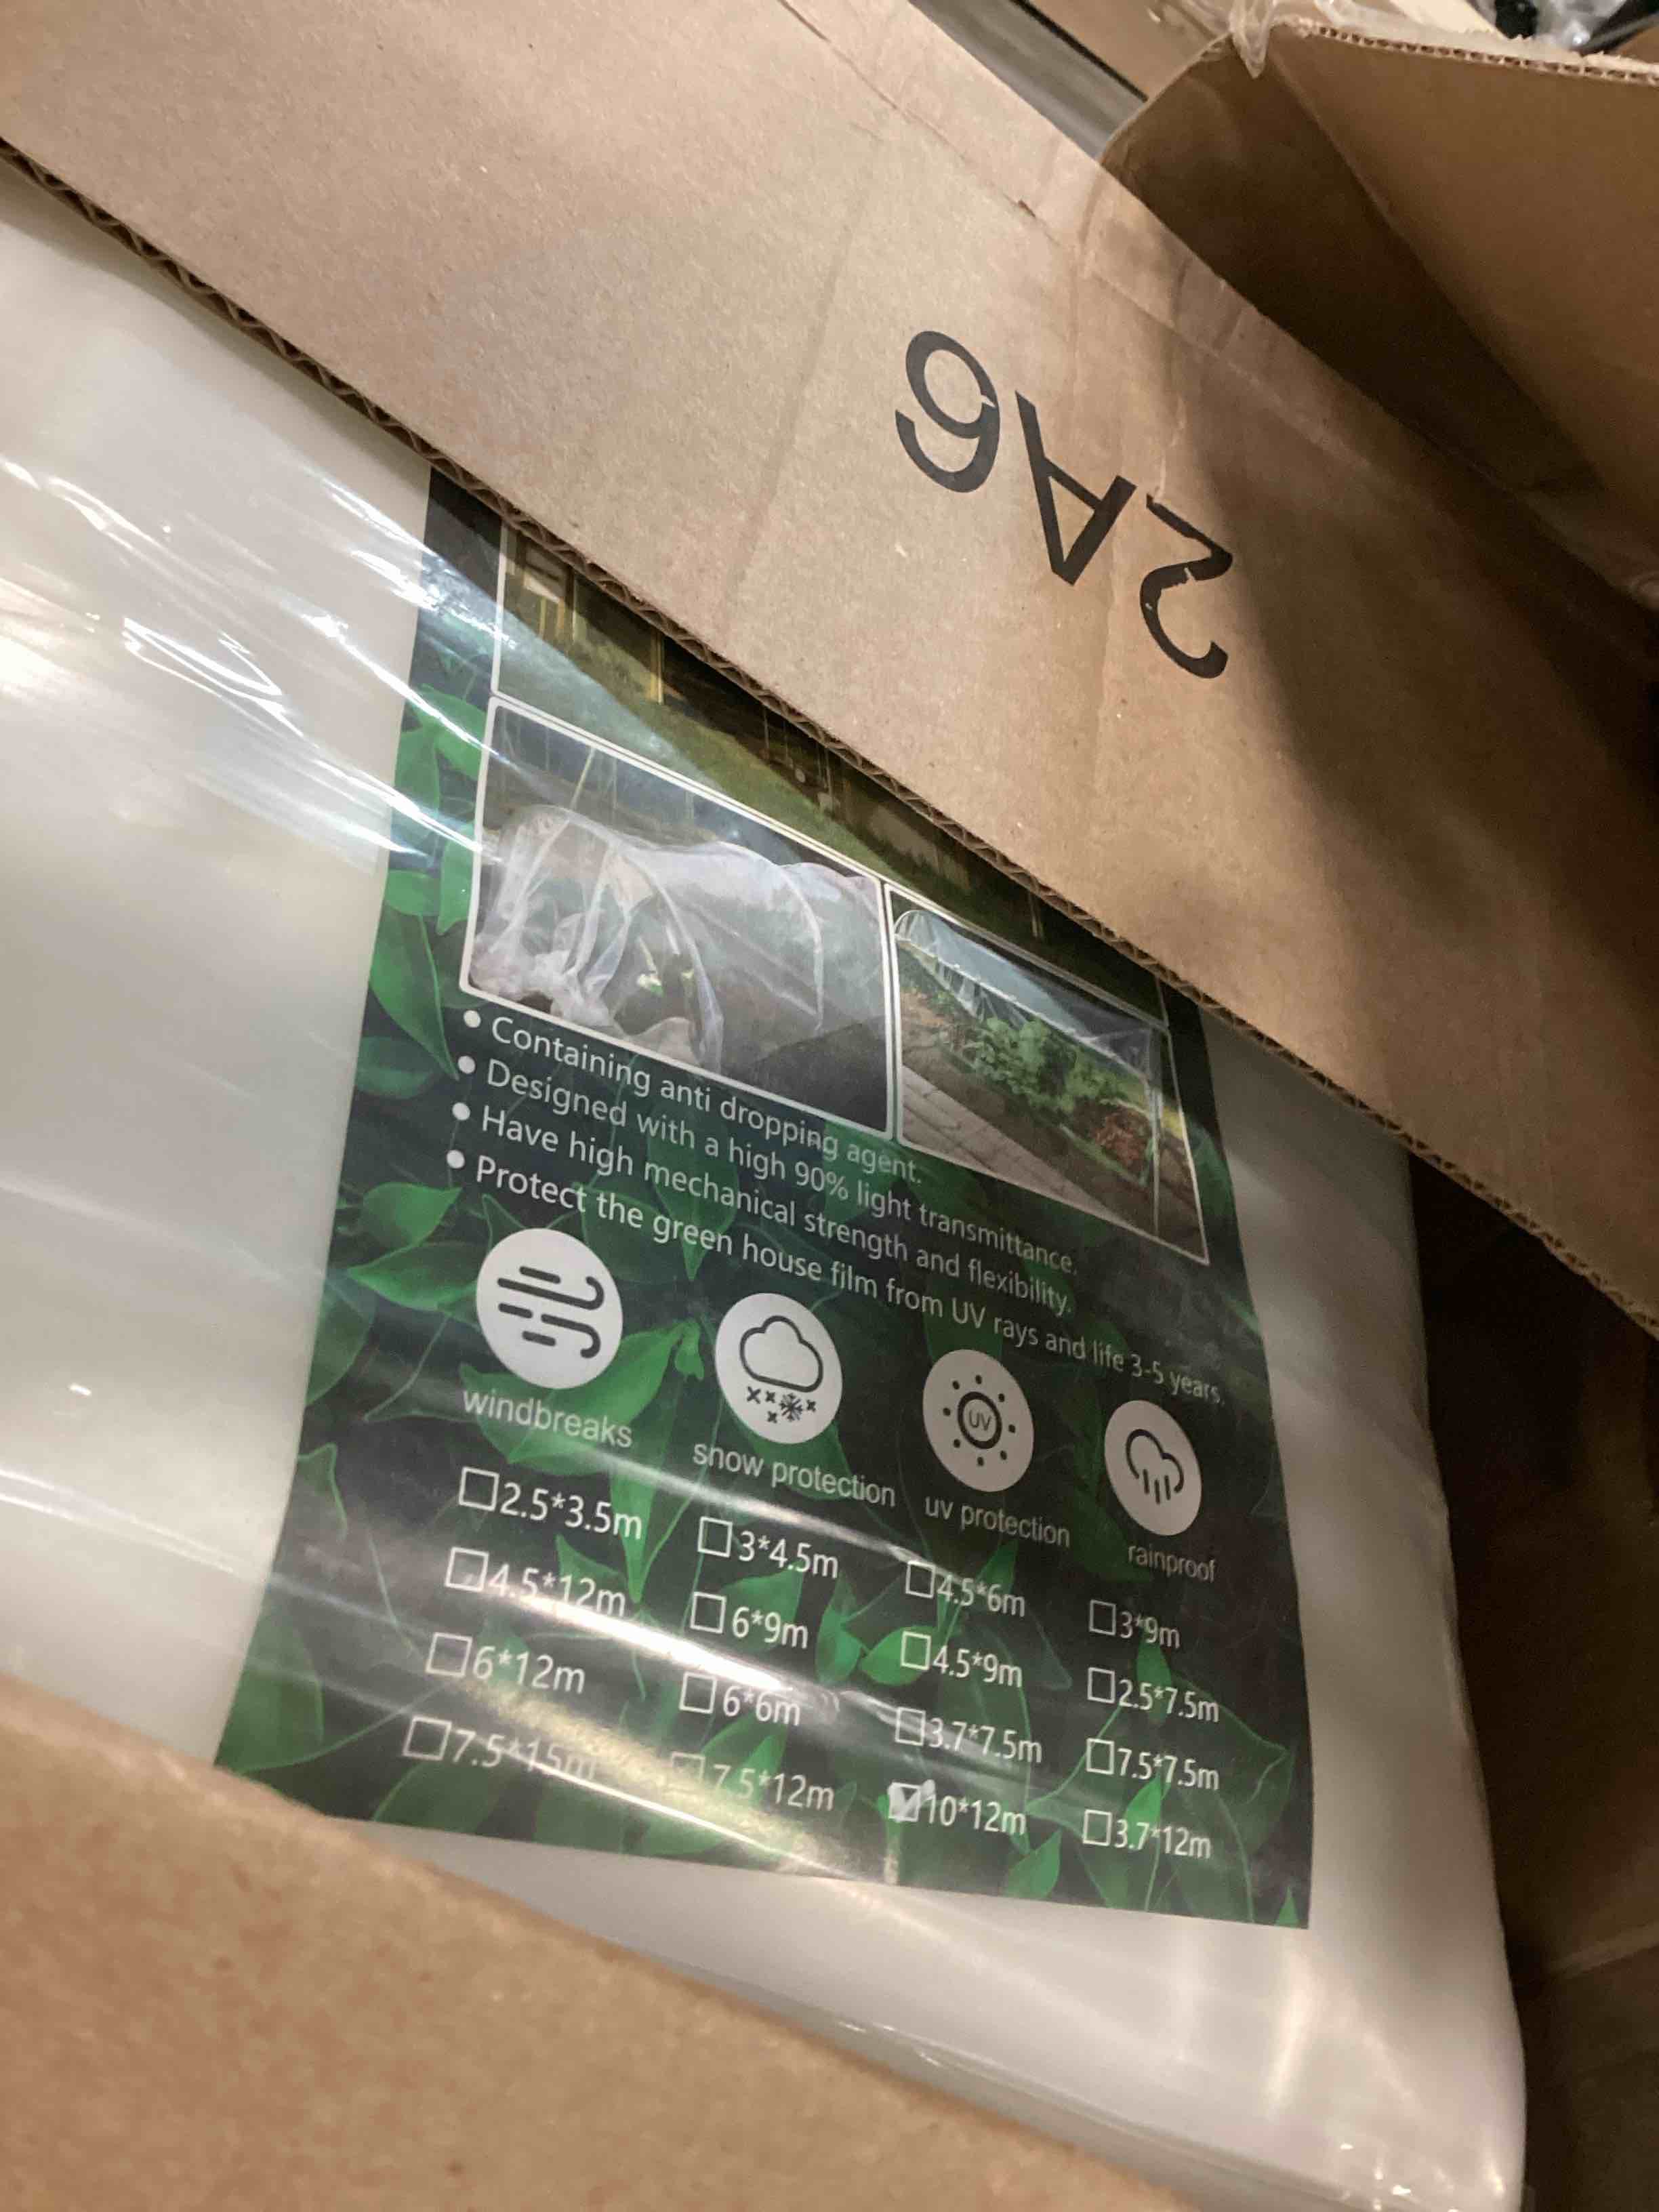 2A6
• Containing anti dropping agent.
• Designed with a high 90% light transmittance.
• Have high mechanical strength and flexibility.
• Protect the green house film from UV rays and life 3-5 years.
UV
windbreaks snow protection uv protection rainproof
☐2.5*3.5m ☐3*4.5m ☐4.5*6m ☐3*9m
☐4.5*12m ☐6*9m ☐4.5*9m ☐2.5*7.5m
☐6*12m ☐6*6m ☐3.7*7.5m ☐7.5*7.5m
☐7.5*15m ☐7.5*12m ☑10*12m ☐3.7*12m